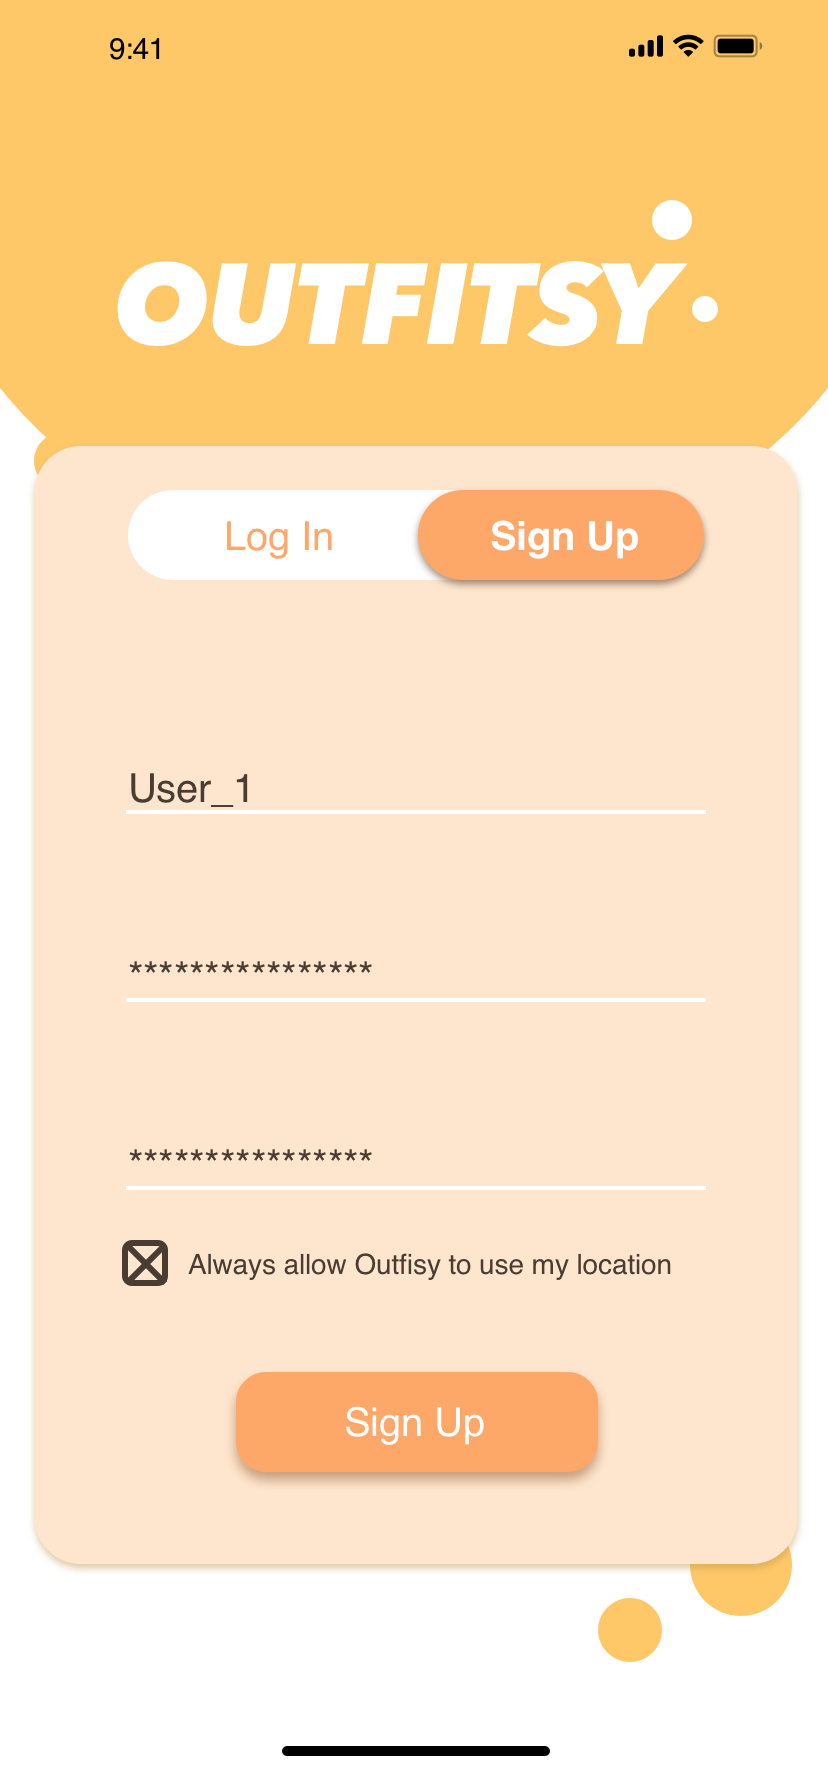 9:41
OUTFITSY
Log In
Sign Up
User_1
****************
****************
Always allow Outfisy to use my location
Sign Up